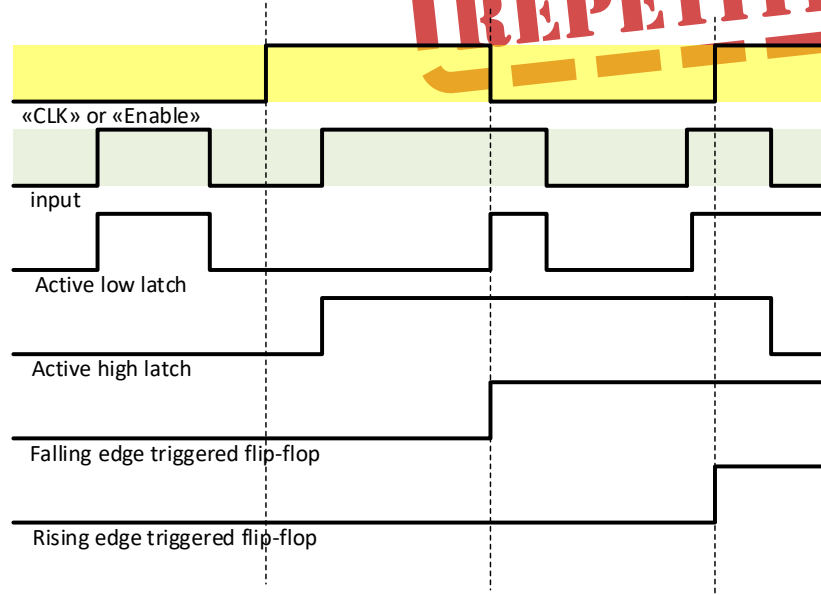 «CLK» or «Enable»
input
Active low latch
Active high latch
Falling edge triggered flip-flop
Rising edge triggered flip-flop